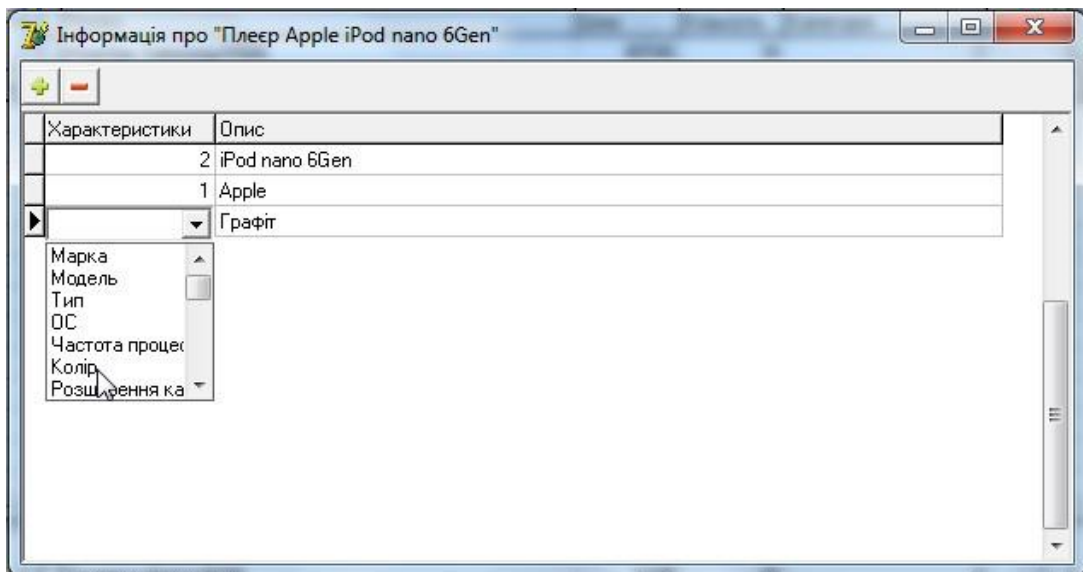 Інформація про "Плеєр Apple iPod nano 6Gen"
Характеристики Опис
2 iPod nano 6Gen
1 Apple
Графіт
Марка
Модель
Тип
ОС
Частота процес
Колір
ка